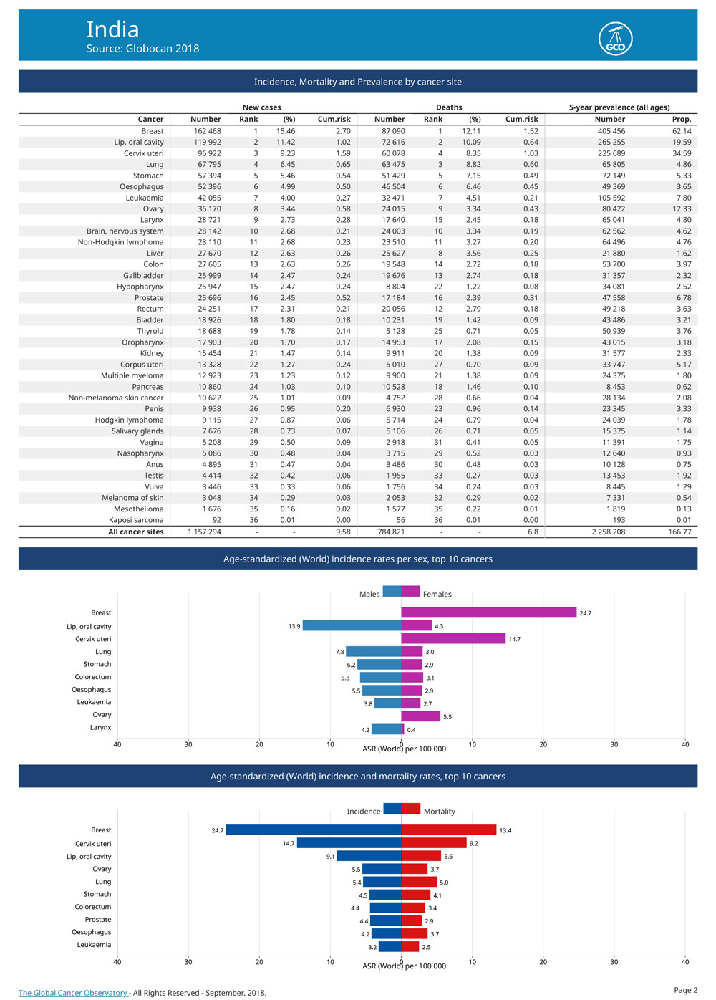 India
Source: Globocan 2018
GCO
Incidence, Mortality and Prevalence by cancer site
New cases Deaths 5-year prevalence (all ages)
Cancer Number Rank (%) Cum.risk Number Rank (%) Cum.risk Number Prop.
Breast 162 468 1 15.46 2.70 87 090 1 12.11 1.52 405 456 62.14
Lip, oral cavity 119 992 2 11.42 1.02 72 616 2 10.09 0.64 265 255 19.59
Cervix uteri 96 922 3 9.23 1.59 60 078 4 8.35 1.03 225 689 34.59
Lung 67 795 4 6.45 0.65 63 475 3 8.82 0.60 65 805 4.86
Stomach 57 394 5 5.46 0.54 51 429 5 7.15 0.49 72 149 5.33
Oesophagus 52 396 6 4.99 0.50 46 504 6 6.46 0.45 49 369 3.65
Leukaemia 42 055 7 4.00 0.27 32 471 7 4.51 0.21 105 592 7.80
Ovary 36 170 8 3.44 0.58 24 015 9 3.34 0.43 80 422 12.33
Larynx 28 721 9 2.73 0.28 17 640 15 2.45 0.18 65 041 4.80
Brain, nervous system 28 142 10 2.68 0.21 24 003 10 3.34 0.19 62 562 4.62
Non-Hodgkin lymphoma 28 110 11 2.68 0.23 23 510 11 3.27 0.20 64 496 4.76
Liver 27 670 12 2.63 0.26 25 627 8 3.56 0.25 21 880 1.62
Colon 27 605 13 2.63 0.26 19 548 14 2.72 0.18 53 700 3.97
Gallbladder 25 999 14 2.47 0.24 19 676 13 2.74 0.18 31 357 2.32
Hypopharynx 25 947 15 2.47 0.24 8 804 22 1.22 0.08 34 081 2.52
Prostate 25 696 16 2.45 0.52 17 184 16 2.39 0.31 47 558 6.78
Rectum 24 251 17 2.31 0.21 20 056 12 2.79 0.18 49 218 3.63
Bladder 18 926 18 1.80 0.18 10 231 19 1.42 0.09 43 486 3.21
Thyroid 18 688 19 1.78 0.14 5 128 25 0.71 0.05 50 939 3.76
Oropharynx 17 903 20 1.70 0.17 14 953 17 2.08 0.15 43 015 3.18
Kidney 15 454 21 1.47 0.14 9 911 20 1.38 0.09 31 577 2.33
Corpus uteri 13 328 22 1.27 0.24 5 010 27 0.70 0.09 33 747 5.17
Multiple myeloma 12 923 23 1.23 0.12 9 900 21 1.38 0.09 24 375 1.80
Pancreas 10 860 24 1.03 0.10 10 528 18 1.46 0.10 8 453 0.62
Non-melanoma skin cancer 10 622 25 1.01 0.09 4 752 28 0.66 0.04 28 134 2.08
Penis 9 938 26 0.95 0.20 6 930 23 0.96 0.14 23 345 3.33
Hodgkin lymphoma 9 115 27 0.87 0.06 5 714 24 0.79 0.04 24 039 1.78
Salivary glands 7 676 28 0.73 0.07 5 106 26 0.71 0.05 15 375 1.14
Vagina 5 208 29 0.50 0.09 2 918 31 0.41 0.05 11 391 1.75
Nasopharynx 5 086 30 0.48 0.04 3 715 29 0.52 0.03 12 640 0.93
Anus 4 895 31 0.47 0.04 3 486 30 0.48 0.03 10 128 0.75
Testis 4 414 32 0.42 0.06 1 955 33 0.27 0.03 13 453 1.92
Vulva 3 446 33 0.33 0.06 1 756 34 0.24 0.03 8 445 1.29
Melanoma of skin 3 048 34 0.29 0.03 2 053 32 0.29 0.02 7 331 0.54
Mesothelioma 1 676 35 0.16 0.02 1 577 35 0.22 0.01 1 819 0.13
Kaposi sarcoma 92 36 0.01 0.00 56 36 0.01 0.00 193 0.01
All cancer sites 1 157 294 - - 9.58 784 821 - - 6.8 2 258 208 166.77
Age-standardized (World) incidence rates per sex, top 10 cancers
Males Females
Breast 24.7
Lip, oral cavity 13.9 4.3
Cervix uteri 14.7
Lung 7.8 3.0
Stomach 6.2 2.9
Colorectum 5.8 3.1
Oesophagus 5.5 2.9
Leukaemia 3.8 2.7
Ovary 5.5
Larynx 4.2 0.4
40 30 20 10 0 10 20 30 40
ASR (World) per 100 000
Age-standardized (World) incidence and mortality rates, top 10 cancers
Incidence Mortality
Breast 24.7 13.4
Cervix uteri 14.7 9.2
Lip, oral cavity 9.1 5.6
Ovary 5.5 3.7
Lung 5.4 5.0
Stomach 4.5 4.1
Colorectum 4.4 3.4
Prostate 4.4 2.9
Oesophagus 4.2 3.7
Leukaemia 3.2 2.5
40 30 20 10 0 10 20 30 40
ASR (World) per 100 000
The Global Cancer Observatory - All Rights Reserved - September, 2018. Page 2